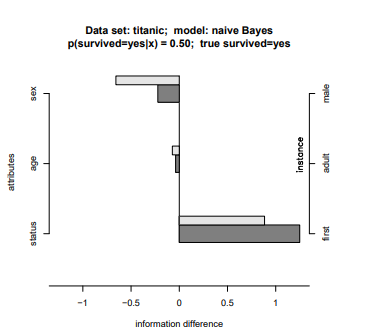 Data set: titanic; model: naive Bayes
p(survived=yes|x) = 0.50; true survived=yes
attributes
sex
age
status
instance
male
adult
first
−1 −0.5 0 0.5 1
information difference